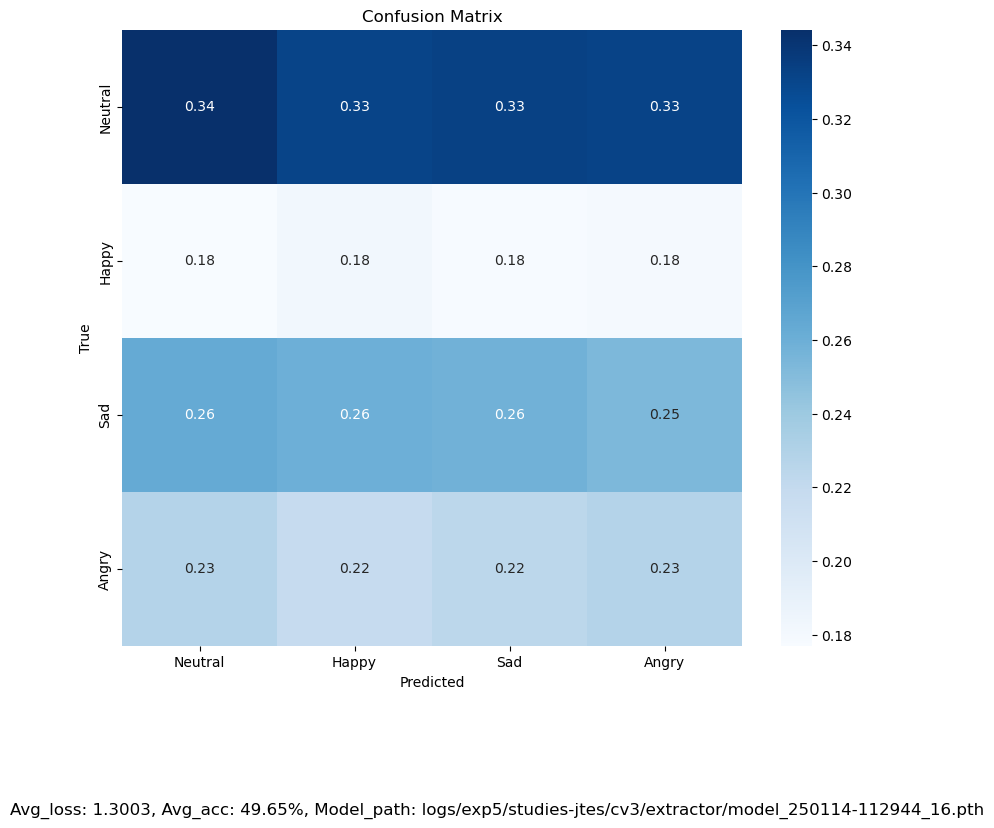 Confusion Matrix
Neutral
0.34 0.33 0.33 0.33
Happy
0.18 0.18 0.18 0.18
Sad
0.26 0.26 0.26 0.25
Angry
0.23 0.22 0.22 0.23
True
Neutral Happy Sad Angry
Predicted
0.34
0.32
0.30
0.28
0.26
0.24
0.22
0.20
0.18
Avg_loss: 1.3003, Avg_acc: 49.65%, Model_path: logs/exp5/studies-jtes/cv3/extractor/model_250114-112944_16.pth